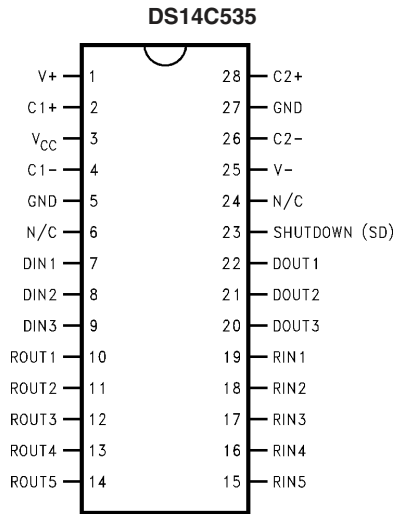 DS14C535
V+ 1 28 C2+
C1+ 2 27 GND
VCC 3 26 C2-
C1- 4 25 V-
GND 5 24 N/C
N/C 6 23 SHUTDOWN (SD)
DIN1 7 22 DOUT1
DIN2 8 21 DOUT2
DIN3 9 20 DOUT3
ROUT1 10 19 RIN1
ROUT2 11 18 RIN2
ROUT3 12 17 RIN3
ROUT4 13 16 RIN4
ROUT5 14 15 RIN5